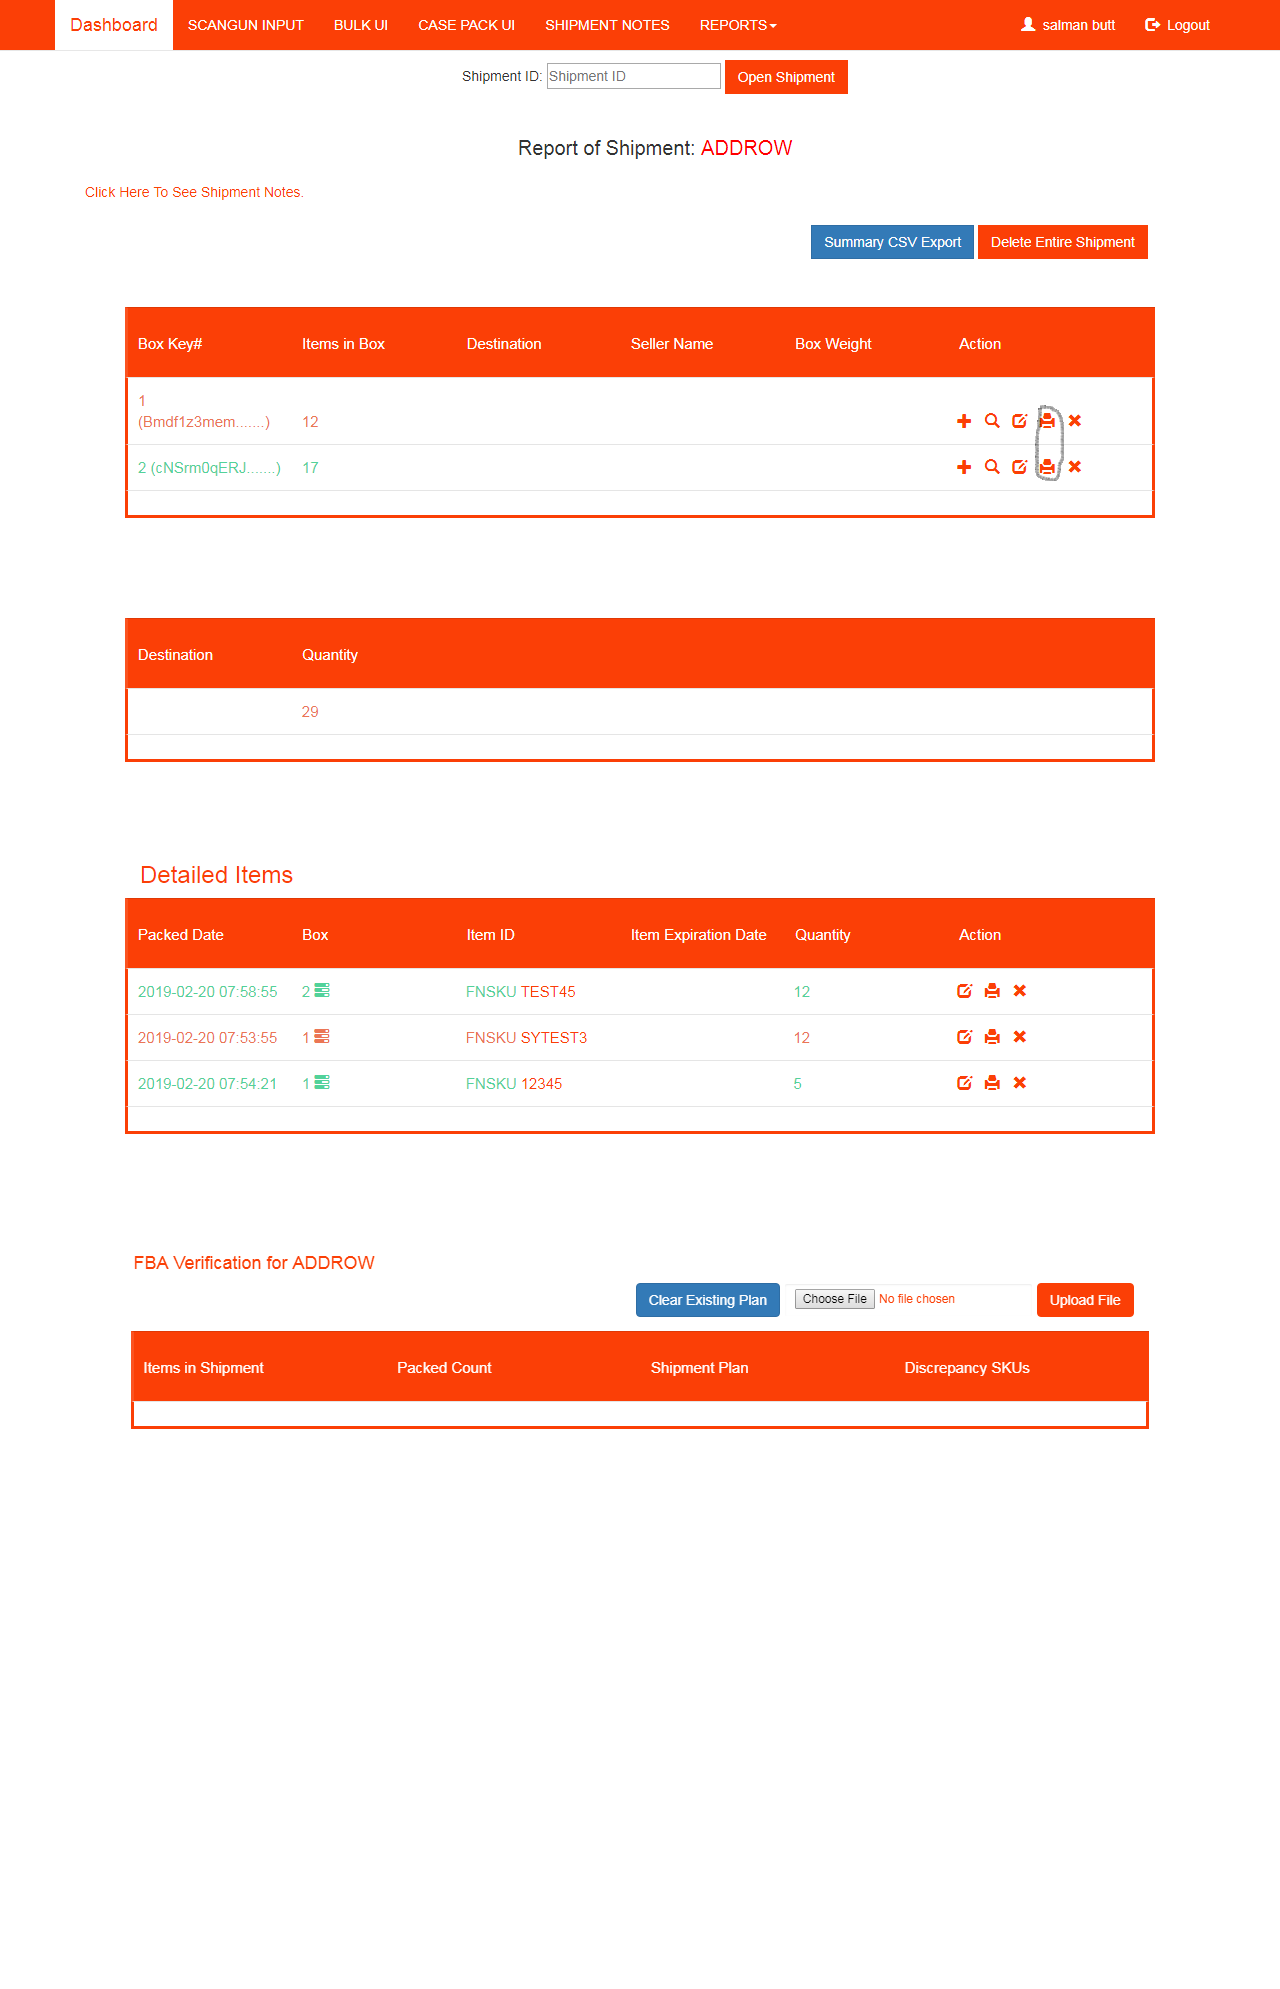 Dashboard SCANGUN INPUT BULK UI CASE PACK UI SHIPMENT NOTES REPORTS salman butt Logout
Shipment ID: Shipment ID Open Shipment
Report of Shipment: ADDROW
Click Here To See Shipment Notes.
Summary CSV Export Delete Entire Shipment
Box Key# Items in Box Destination Seller Name Box Weight Action
1
(Bmdf1z3mem.......) 12
2 (cNSrm0qERJ.......) 17
Destination Quantity
29
Detailed Items
Packed Date Box Item ID Item Expiration Date Quantity Action
2019-02-20 07:58:55 2 FNSKU TEST45 12
2019-02-20 07:53:55 1 FNSKU SYTEST3 12
2019-02-20 07:54:21 1 FNSKU 12345 5
FBA Verification for ADDROW
Clear Existing Plan Choose File No file chosen Upload File
Items in Shipment Packed Count Shipment Plan Discrepancy SKUs